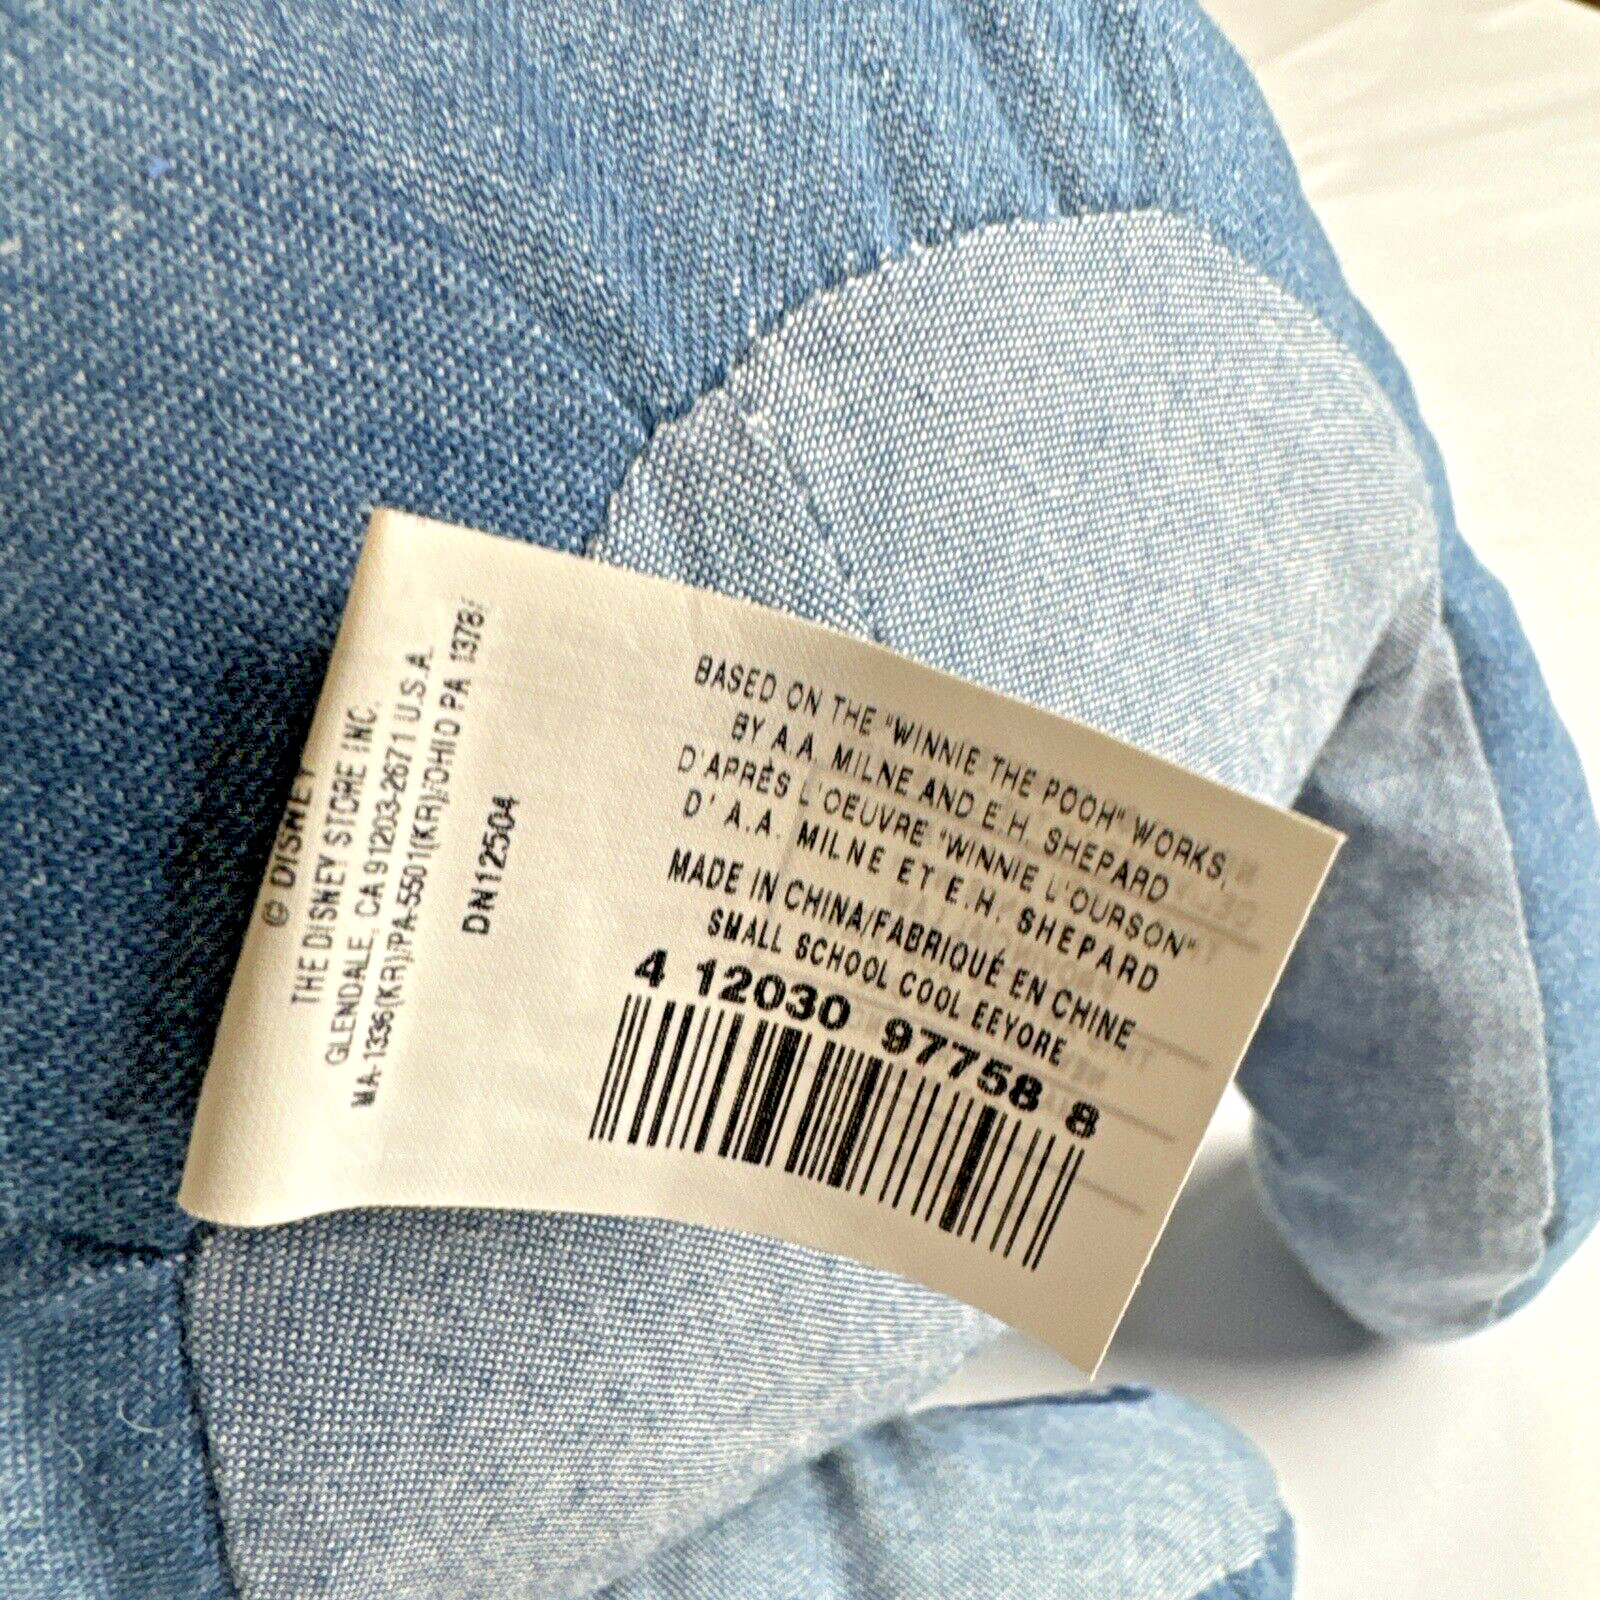 © DISNEY
THE DISNEY STORE INC.
GLENDALE, CA 91203-2671 U.S.A.
MA-1336(KR)/PA-5501(KR)/OHIO PA 1378/
DN12504
BASED ON THE "WINNIE THE POOH" WORKS,
BY A.A. MILNE AND E.H. SHEPARD
D'APRÈS L'OEUVRE "WINNIE L'OURSON"
D' A.A. MILNE ET E.H. SHEPARD
MADE IN CHINA/FABRIQUÉ EN CHINE
SMALL SCHOOL COOL EEYORE
4 12030 97758 8